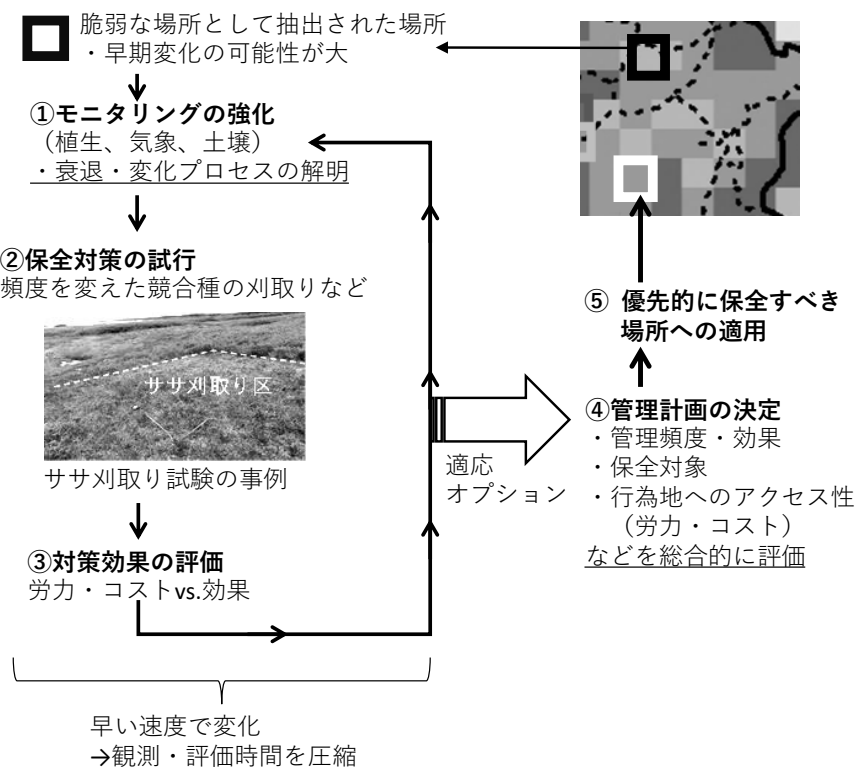 脆弱な場所として抽出された場所
・早期変化の可能性が大
①モニタリングの強化
（植生、気象、土壌）
・衰退・変化プロセスの解明
②保全対策の試行
頻度を変えた競合種の刈取りなど
ササ刈取り区
ササ刈取り試験の事例
③対策効果の評価
労力・コストvs.効果
早い速度で変化
→観測・評価時間を圧縮
適応
オプション
④管理計画の決定
・管理頻度・効果
・保全対象
・行為地へのアクセス性
（労力・コスト）
などを総合的に評価
⑤ 優先的に保全すべき
場所への適用